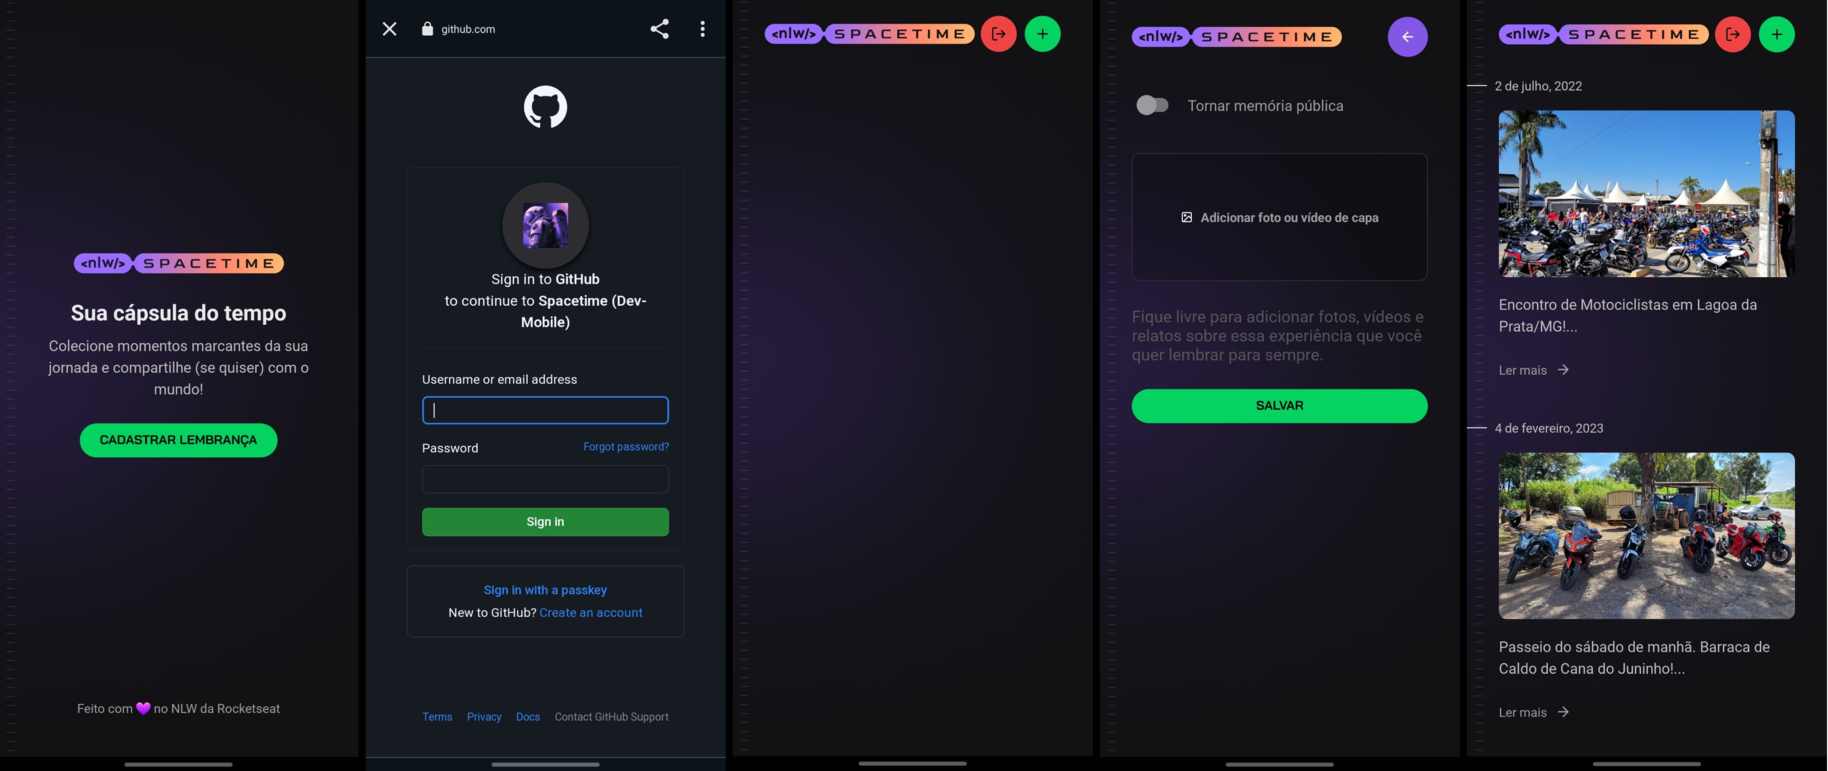 <nlw/> SPACETIME
Sua cápsula do tempo
Colecione momentos marcantes da sua
jornada e compartilhe (se quiser) com o
mundo!
CADASTRAR LEMBRANÇA
Feito com 💜 no NLW da Rocketseat
github.com
Sign in to GitHub
to continue to Spacetime (Dev-
Mobile)
Username or email address
Password Forgot password?
Sign in
Sign in with a passkey
New to GitHub? Create an account
Terms Privacy Docs Contact GitHub Support
<nlw/> SPACETIME
<nlw/> SPACETIME
Tornar memória pública
Adicionar foto ou vídeo de capa
Fique livre para adicionar fotos, vídeos e
relatos sobre essa experiência que você
quer lembrar para sempre.
SALVAR
<nlw/> SPACETIME
2 de julho, 2022
Encontro de Motociclistas em Lagoa da
Prata/MG!...
Ler mais
4 de fevereiro, 2023
Passeio do sábado de manhã. Barraca de
Caldo de Cana do Juninho!...
Ler mais